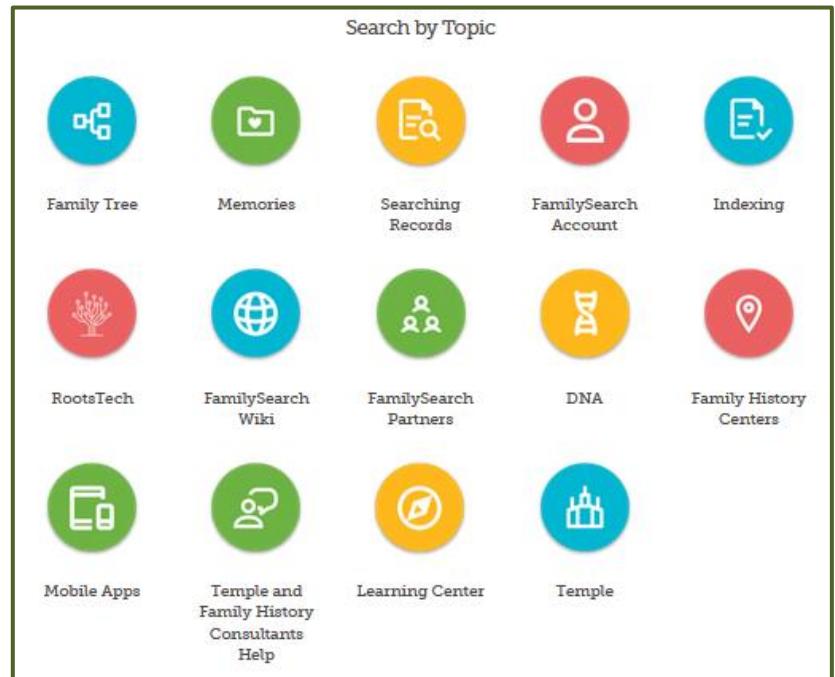 Search by Topic
Family Tree
Memories
Searching
Records
FamilySearch
Account
Indexing
RootsTech
FamilySearch
Wiki
FamilySearch
Partners
DNA
Family History
Centers
Mobile Apps
Temple and
Family History
Consultants
Help
Learning Center
Temple